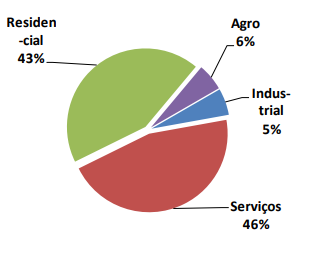 Residen
-cial
43%
Agro
6%
Indus-
trial
5%
Serviços
46%